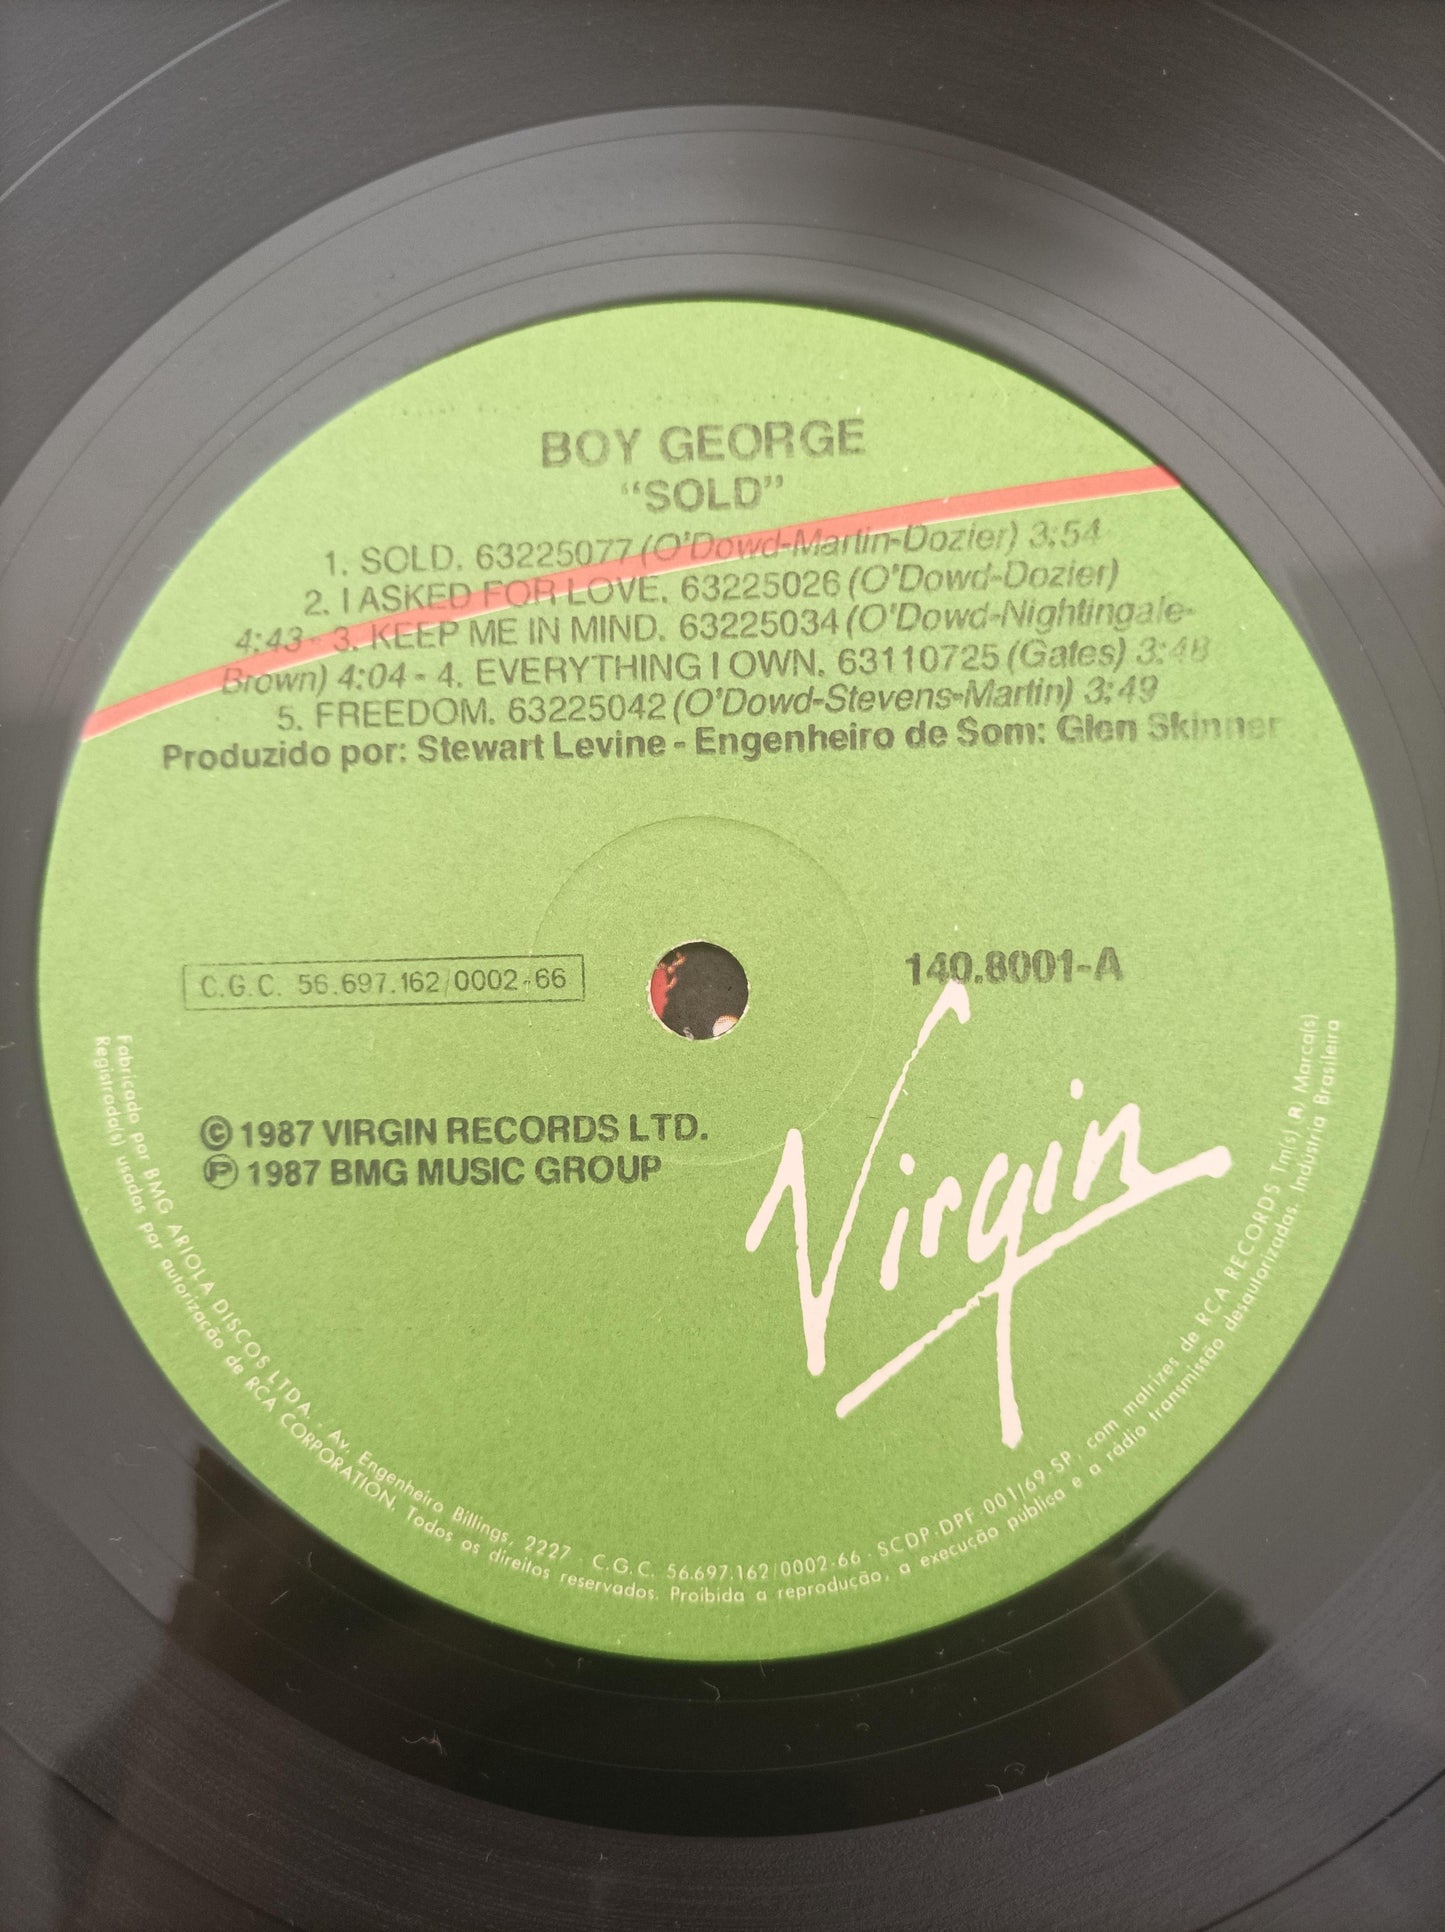 BOY GEORGE
“SOLD”
1. SOLD. 63225077 (O'Dowd-Martin-Dozier) 3:54
2. I ASKED FOR LOVE. 63225026 (O'Dowd-Dozier)
4:43 - 3. KEEP ME IN MIND. 63225034 (O'Dowd-Nightingale-
Brown) 4:04 - 4. EVERYTHING I OWN. 63110725 (Gates) 3:48
5. FREEDOM. 63225042 (O'Dowd-Stevens-Martin) 3:49
Produzido por: Stewart Levine - Engenheiro de Som: Glen Skinner
C.G.C. 56.697.162/0002-66
140.8001-A
© 1987 VIRGIN RECORDS LTD.
℗ 1987 BMG MUSIC GROUP
Virgin
Fabricado por BMG ARIOLA DISCOS LTDA. - Av. Engenheiro Billings, 2227 - C.G.C. 56.697.162/0002-66 - SCDP-DPF-001/69-SP, com matrizes de RCA RECORDS Tm(s) (R) Marca(s)
Registrada(s) usadas por autorização de RCA CORPORATION. Todos os direitos reservados. Proibida a reprodução, a execução pública e a rádio transmissão desautorizadas. Indústria Brasileira